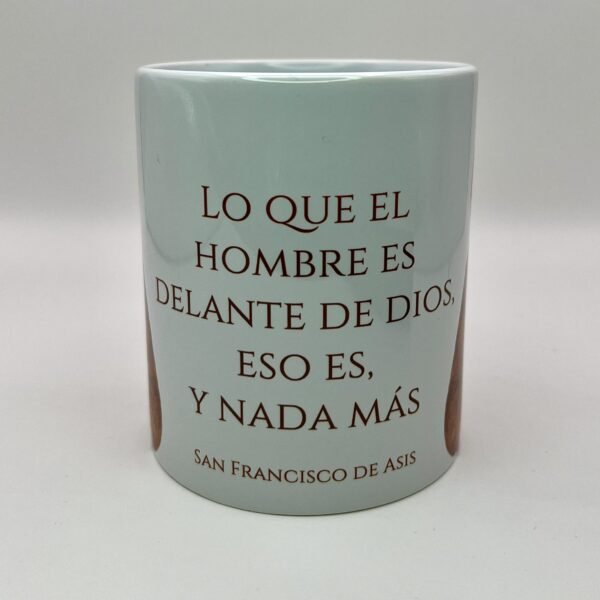 Lo que el
hombre es
delante de Dios,
eso es,
y nada más
San Francisco de Asis